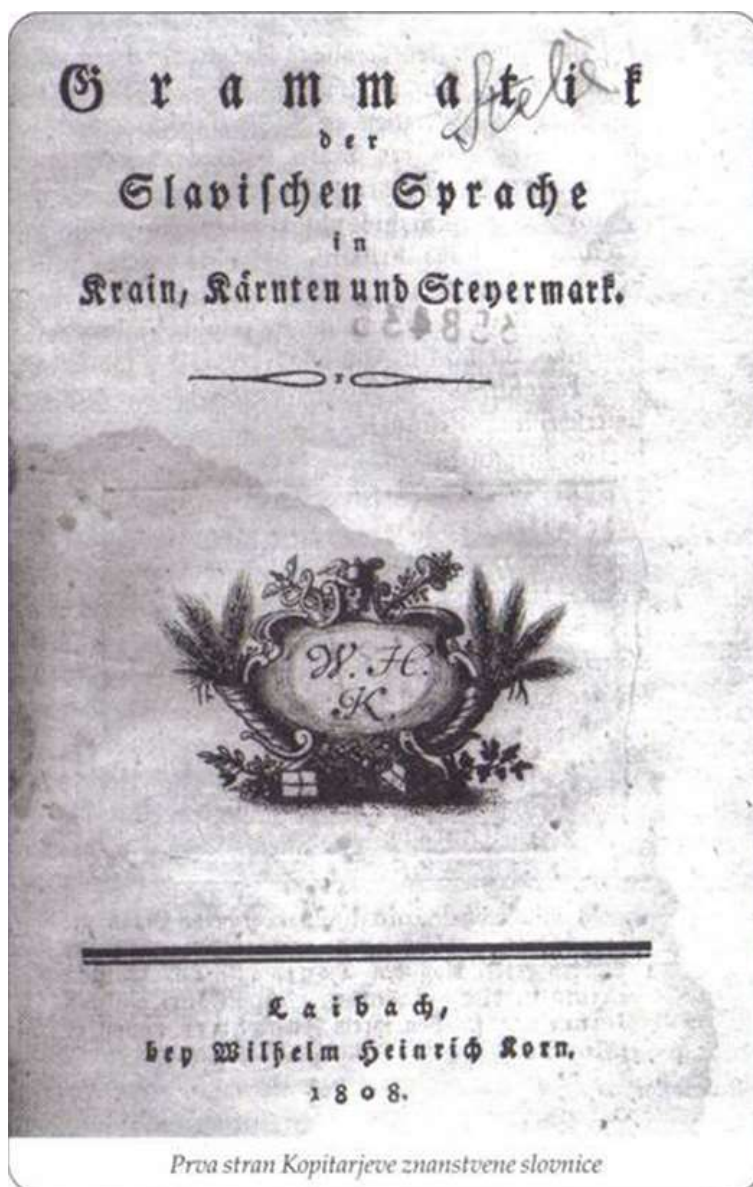 Grammatik
der
Slavischen Sprache
in
Krain, Kärnten und Steyermark.
W. H.
K.
Laibach,
bey Wilhelm Heinrich Korn.
1808.
Prva stran Kopitarjeve znanstvene slovnice